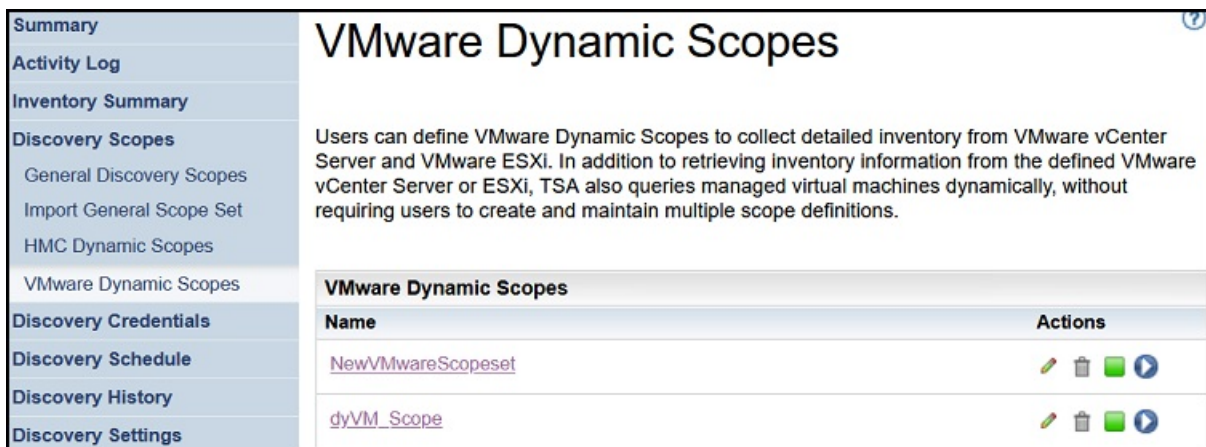 Summary
Activity Log
Inventory Summary
Discovery Scopes
General Discovery Scopes
Import General Scope Set
HMC Dynamic Scopes
VMware Dynamic Scopes
Discovery Credentials
Discovery Schedule
Discovery History
Discovery Settings
VMware Dynamic Scopes
?
Users can define VMware Dynamic Scopes to collect detailed inventory from VMware vCenter
Server and VMware ESXi. In addition to retrieving inventory information from the defined VMware
vCenter Server or ESXi, TSA also queries managed virtual machines dynamically, without
requiring users to create and maintain multiple scope definitions.
VMware Dynamic Scopes
Name Actions
NewVMwareScopeset
dyVM_Scope